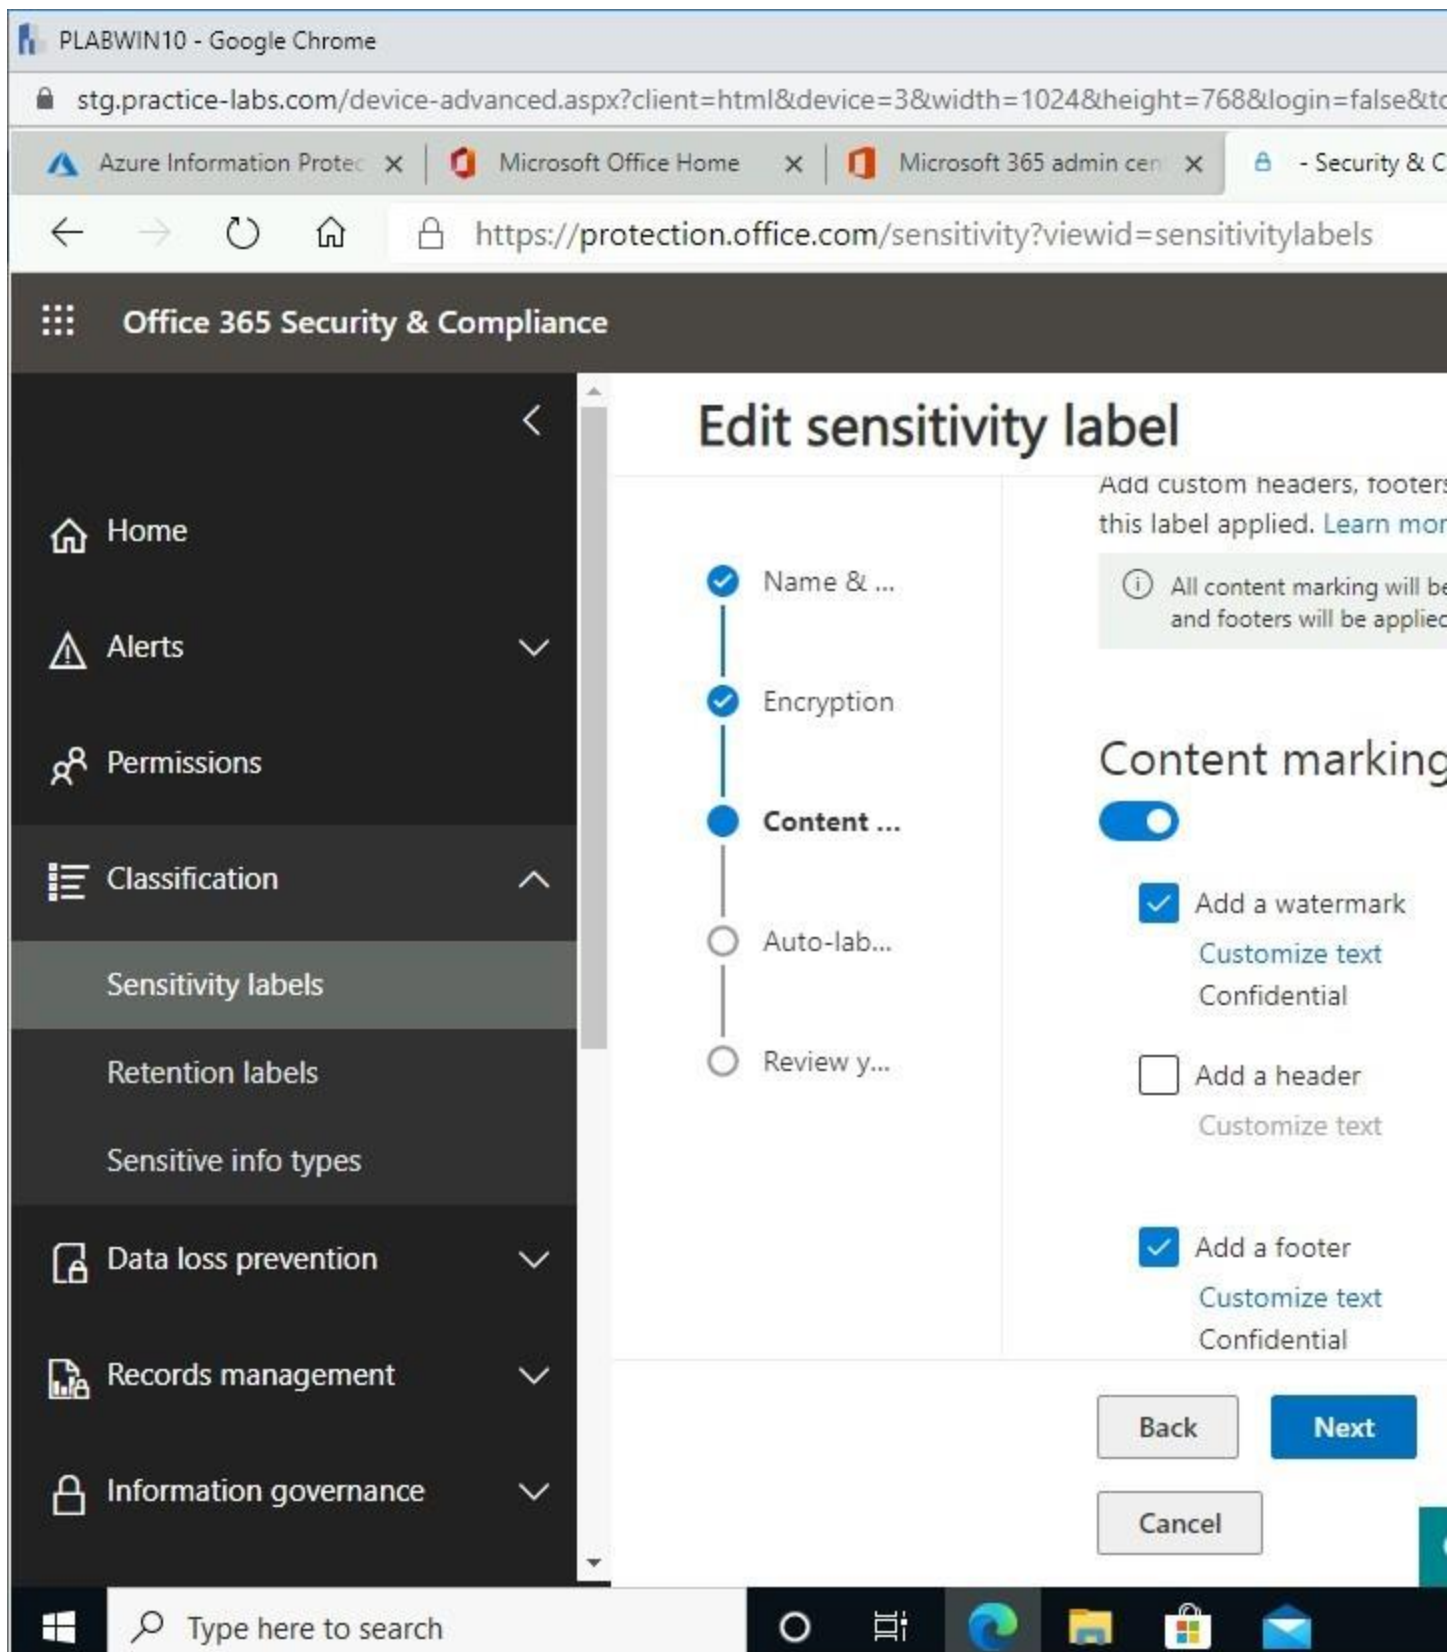 PLABWIN10 - Google Chrome
stg.practice-labs.com/device-advanced.aspx?client=html&device=3&width=1024&height=768&login=false&to
Azure Information Protec
Microsoft Office Home
Microsoft 365 admin cen
- Security & C
https://protection.office.com/sensitivity?viewid=sensitivitylabels
Office 365 Security & Compliance
Home
Alerts
Permissions
Classification
Sensitivity labels
Retention labels
Sensitive info types
Data loss prevention
Records management
Information governance
Edit sensitivity label
Name & ...
Encryption
Content ...
Auto-lab...
Review y...
Add custom headers, footers
this label applied. Learn mor
All content marking will be
and footers will be applied
Content marking
Add a watermark
Customize text
Confidential
Add a header
Customize text
Add a footer
Customize text
Confidential
Back
Next
Cancel
Type here to search